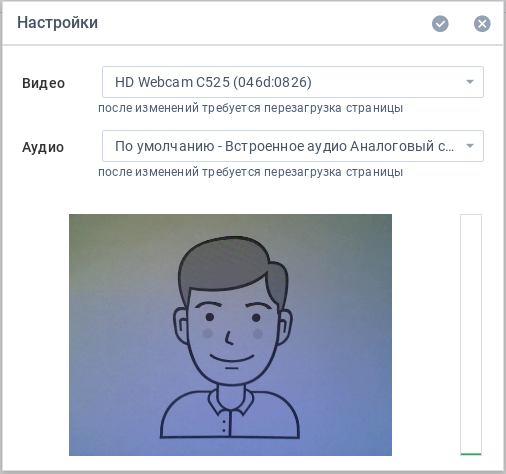 Настройки
Видео
HD Webcam C525 (046d:0826)
после изменений требуется перезагрузка страницы
Аудио
По умолчанию - Встроенное аудио Аналоговый с...
после изменений требуется перезагрузка страницы